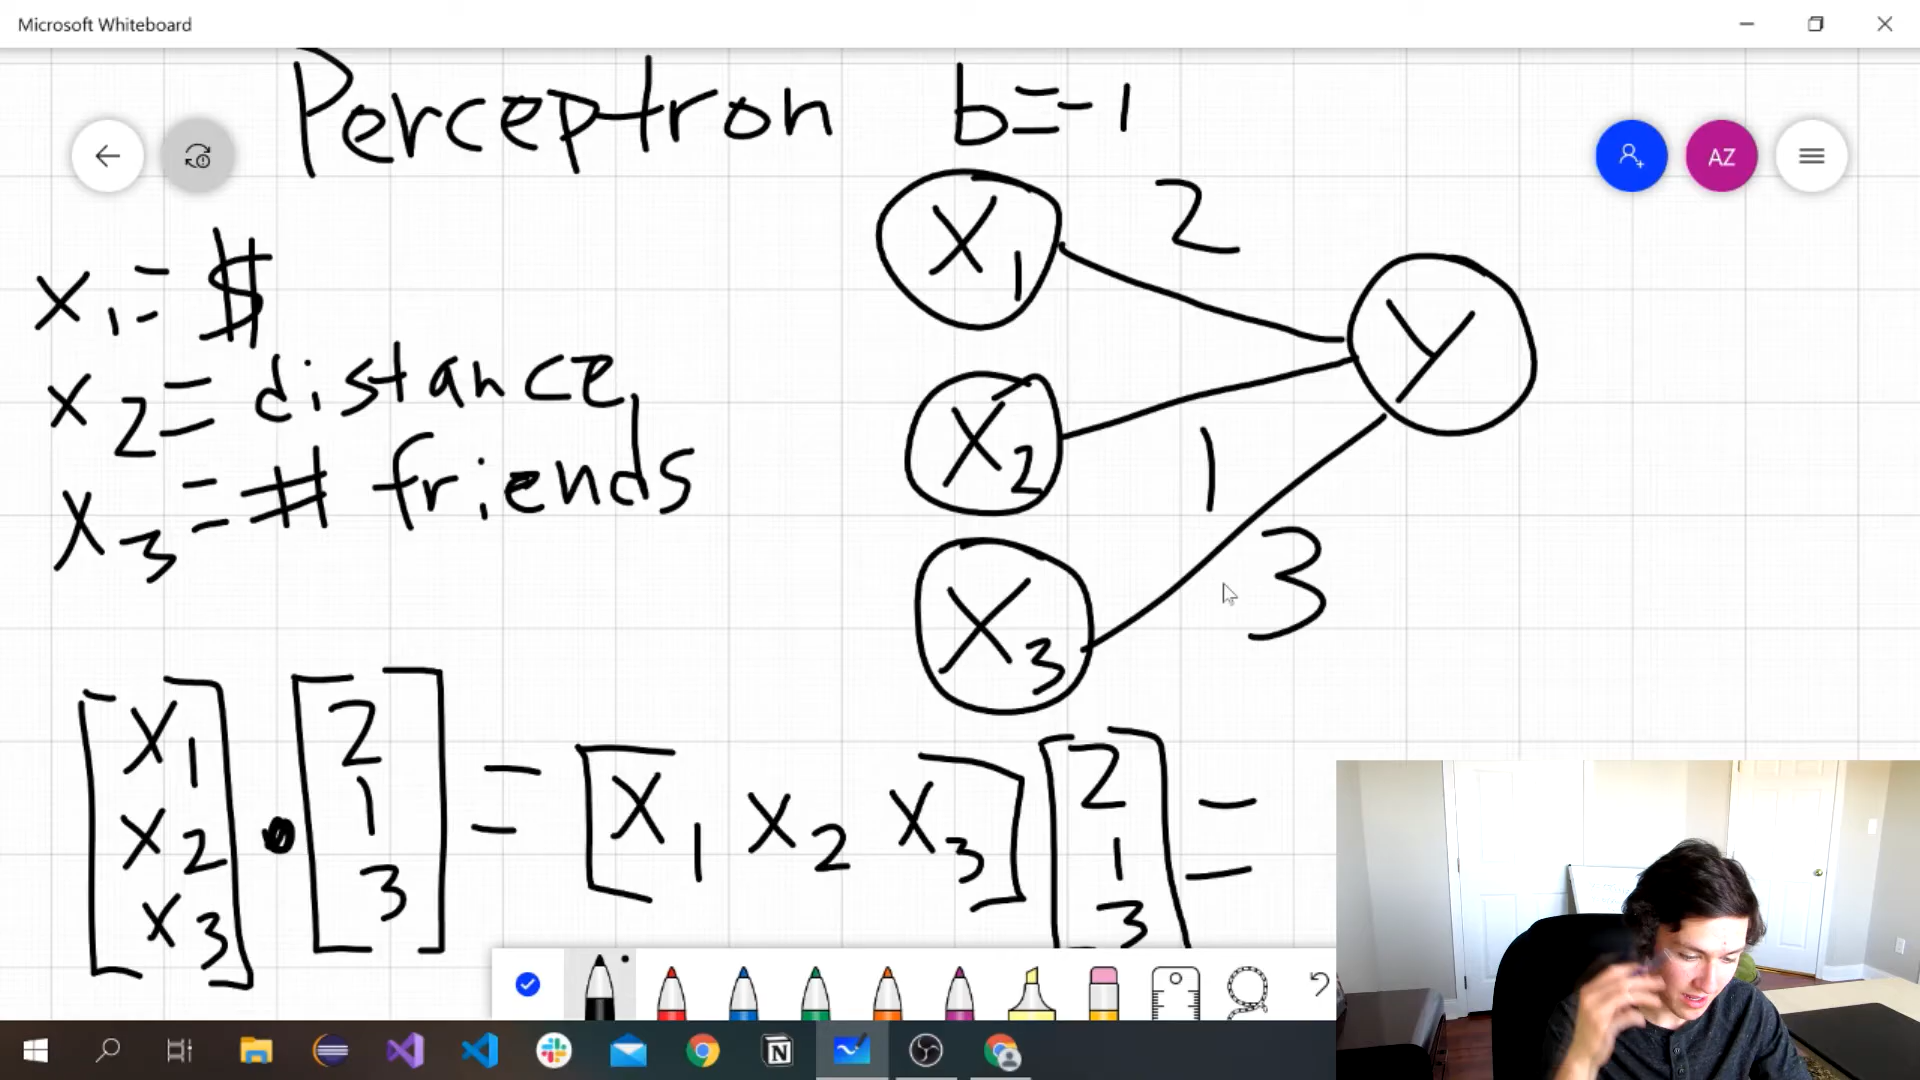 Microsoft Whiteboard
Perceptron b=-1
AZ
x1 = $
x2 = distance
x3 = # friends
X1 2
X2 1
X3 3
Y
[x1 x2 x3] · [2 1 3] = [x1 x2 x3] [2 1 3] =